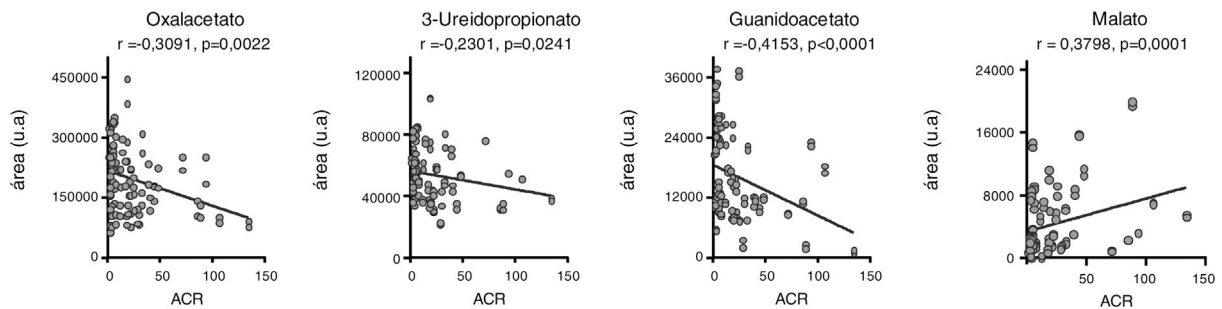 Oxalacetato
r =-0,3091, p=0,0022
área (u.a)
450000
300000
150000
0
0 50 100 150
ACR
3-Ureidopropionato
r=-0,2301, p=0,0241
área (u.a)
120000
80000
40000
0
0 50 100 150
ACR
Guanidoacetato
r=-0,4153, p<0,0001
área (u.a)
36000
24000
12000
0
0 50 100 150
ACR
Malato
r = 0,3798, p=0,0001
área (u.a)
24000
16000
8000
0
0 50 100 150
ACR